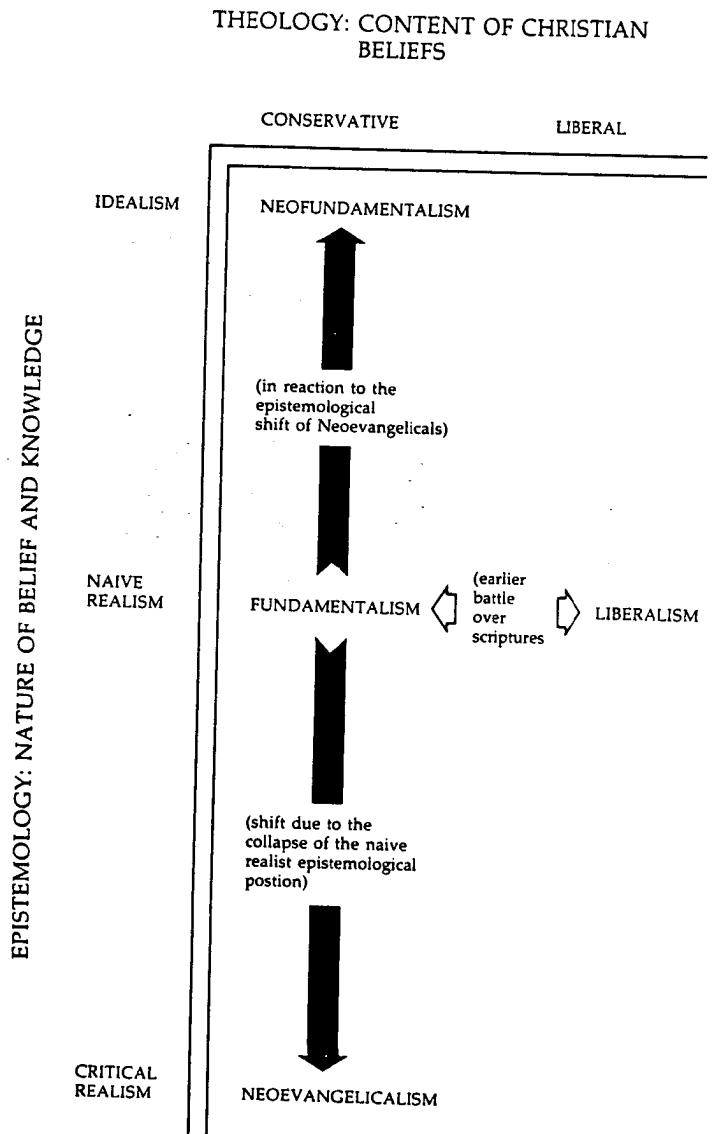 THEOLOGY: CONTENT OF CHRISTIAN
BELIEFS
CONSERVATIVE
LIBERAL
EPISTEMOLOGY: NATURE OF BELIEF AND KNOWLEDGE
IDEALISM
NEOFUNDAMENTALISM
(in reaction to the
epistemological
shift of Neoevangelicals)
NAIVE
REALISM
FUNDAMENTALISM
(earlier
battle
over
scriptures)
LIBERALISM
(shift due to the
collapse of the naive
realist epistemological
postion)
CRITICAL
REALISM
NEOEVANGELICALISM